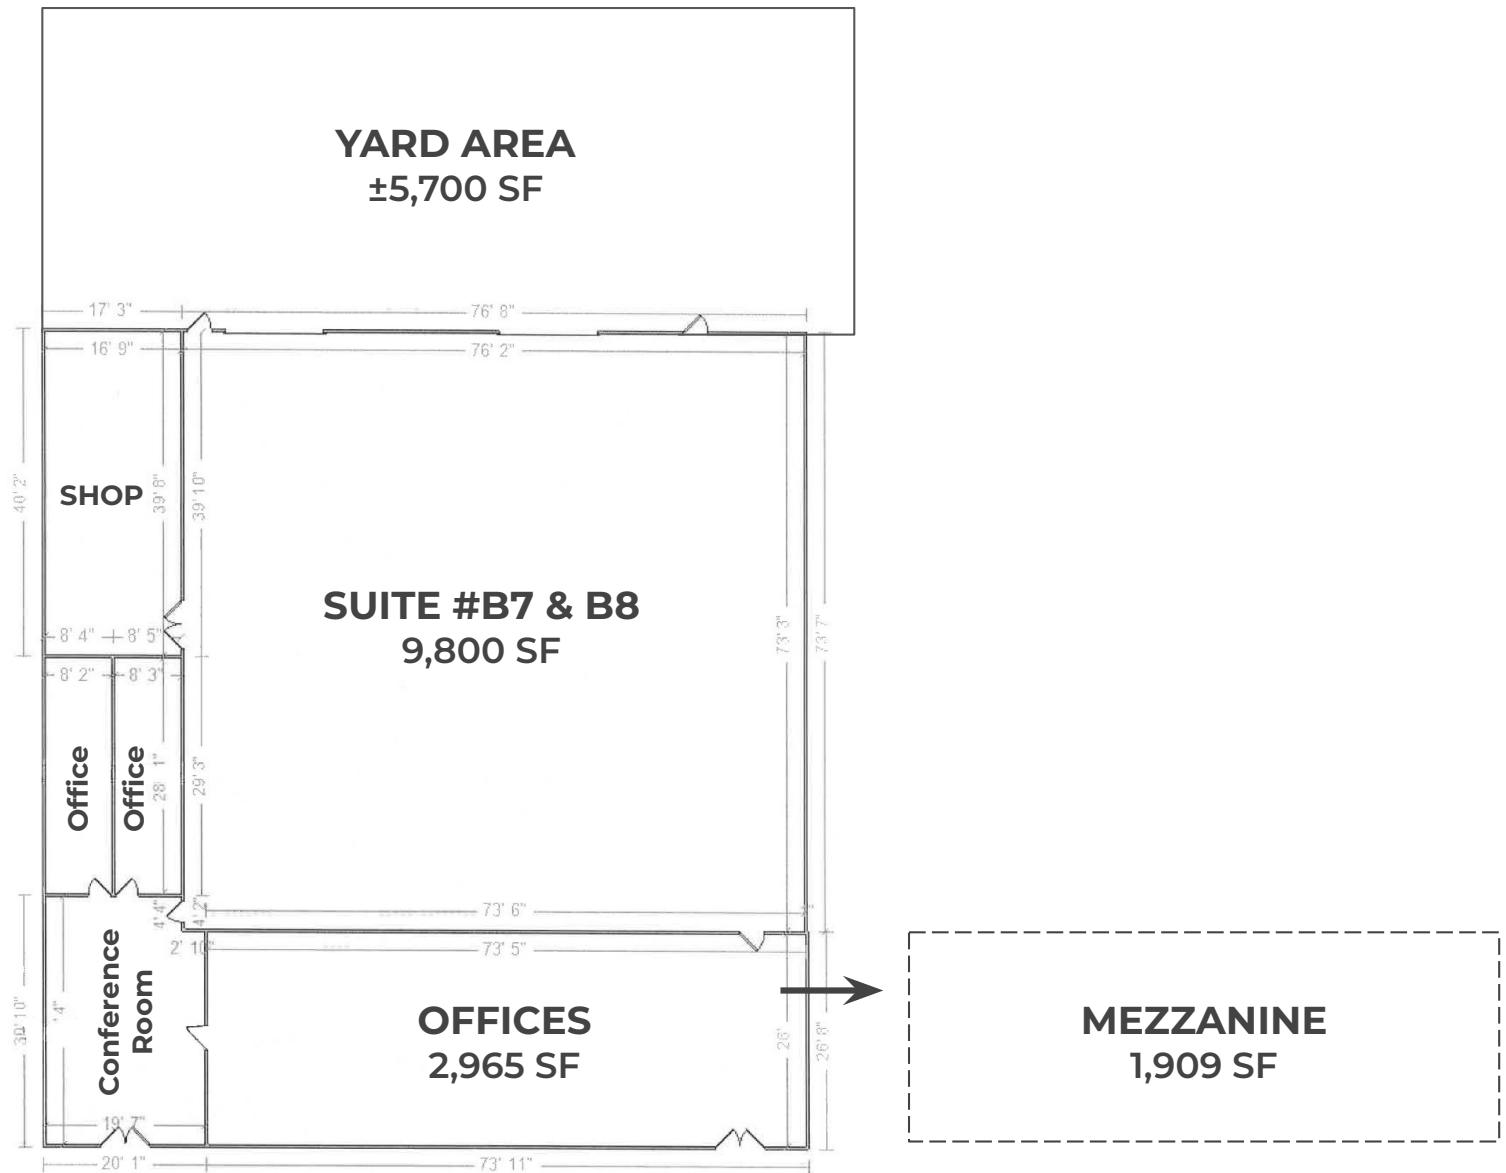 YARD AREA
±5,700 SF
17' 3"
76' 8"
16' 9"
76' 2"
40' 2"
SHOP
39' 8"
39' 10"
SUITE #B7 & B8
9,800 SF
73' 3"
73' 7"
8' 4"
8' 5"
8' 2"
8' 3"
Office
Office
28' 1"
29' 3"
4' 4"
4' 2"
73' 6"
2' 10"
73' 5"
Conference
Room
OFFICES
2,965 SF
26'
26' 8"
MEZZANINE
1,909 SF
19' 7"
20' 1"
73' 11"